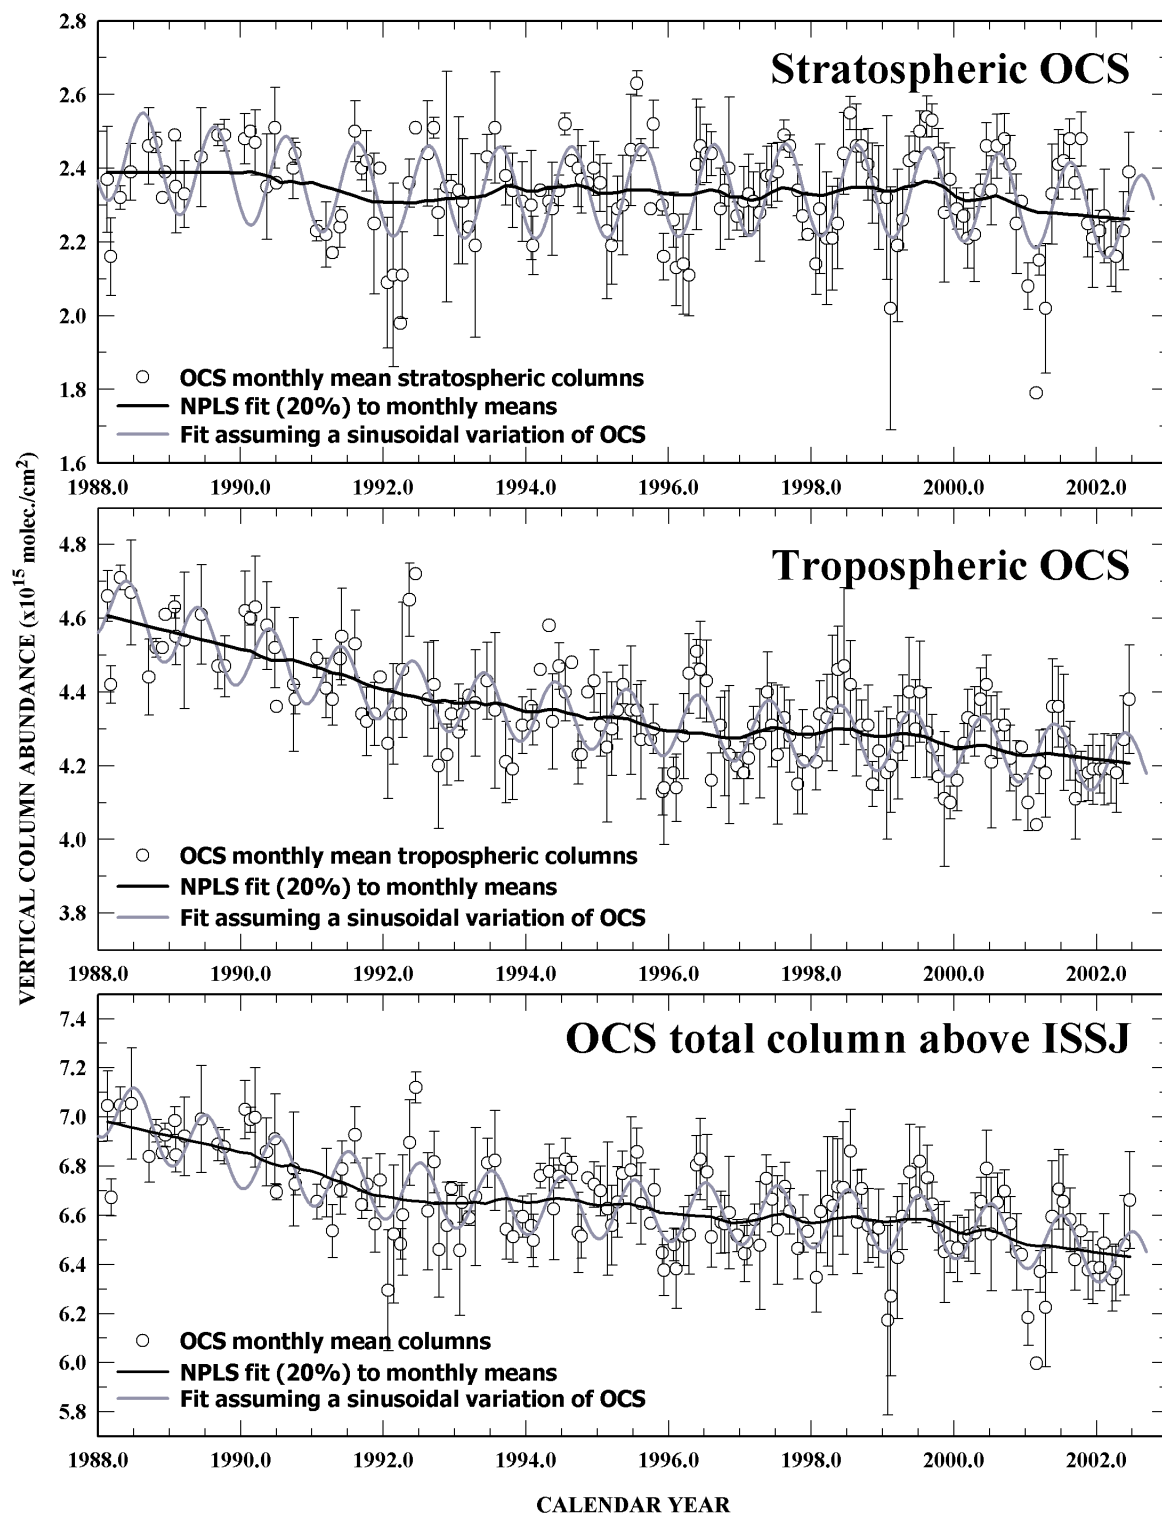 Stratospheric OCS
2.8
2.6
2.4
2.2
2.0
1.8
1.6
OCS monthly mean stratospheric columns
NPLS fit (20%) to monthly means
Fit assuming a sinusoidal variation of OCS
1988.0 1990.0 1992.0 1994.0 1996.0 1998.0 2000.0 2002.0
VERTICAL COLUMN ABUNDANCE (x10¹⁵ molec./cm²)
Tropospheric OCS
4.8
4.6
4.4
4.2
4.0
3.8
OCS monthly mean tropospheric columns
NPLS fit (20%) to monthly means
Fit assuming a sinusoidal variation of OCS
1988.0 1990.0 1992.0 1994.0 1996.0 1998.0 2000.0 2002.0
OCS total column above ISSJ
7.4
7.2
7.0
6.8
6.6
6.4
6.2
6.0
5.8
OCS monthly mean columns
NPLS fit (20%) to monthly means
Fit assuming a sinusoidal variation of OCS
1988.0 1990.0 1992.0 1994.0 1996.0 1998.0 2000.0 2002.0
CALENDAR YEAR